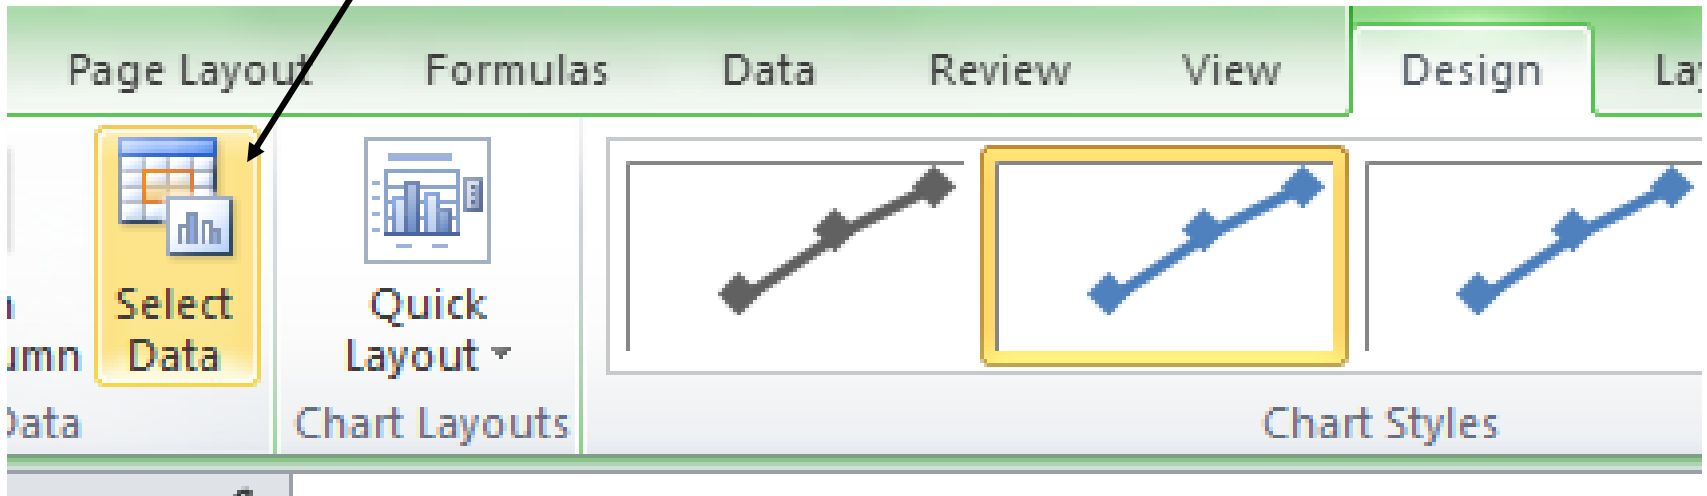 Page Layout Formulas Data Review View Design
Select
Data
Quick
Layout
Chart Layouts
Chart Styles